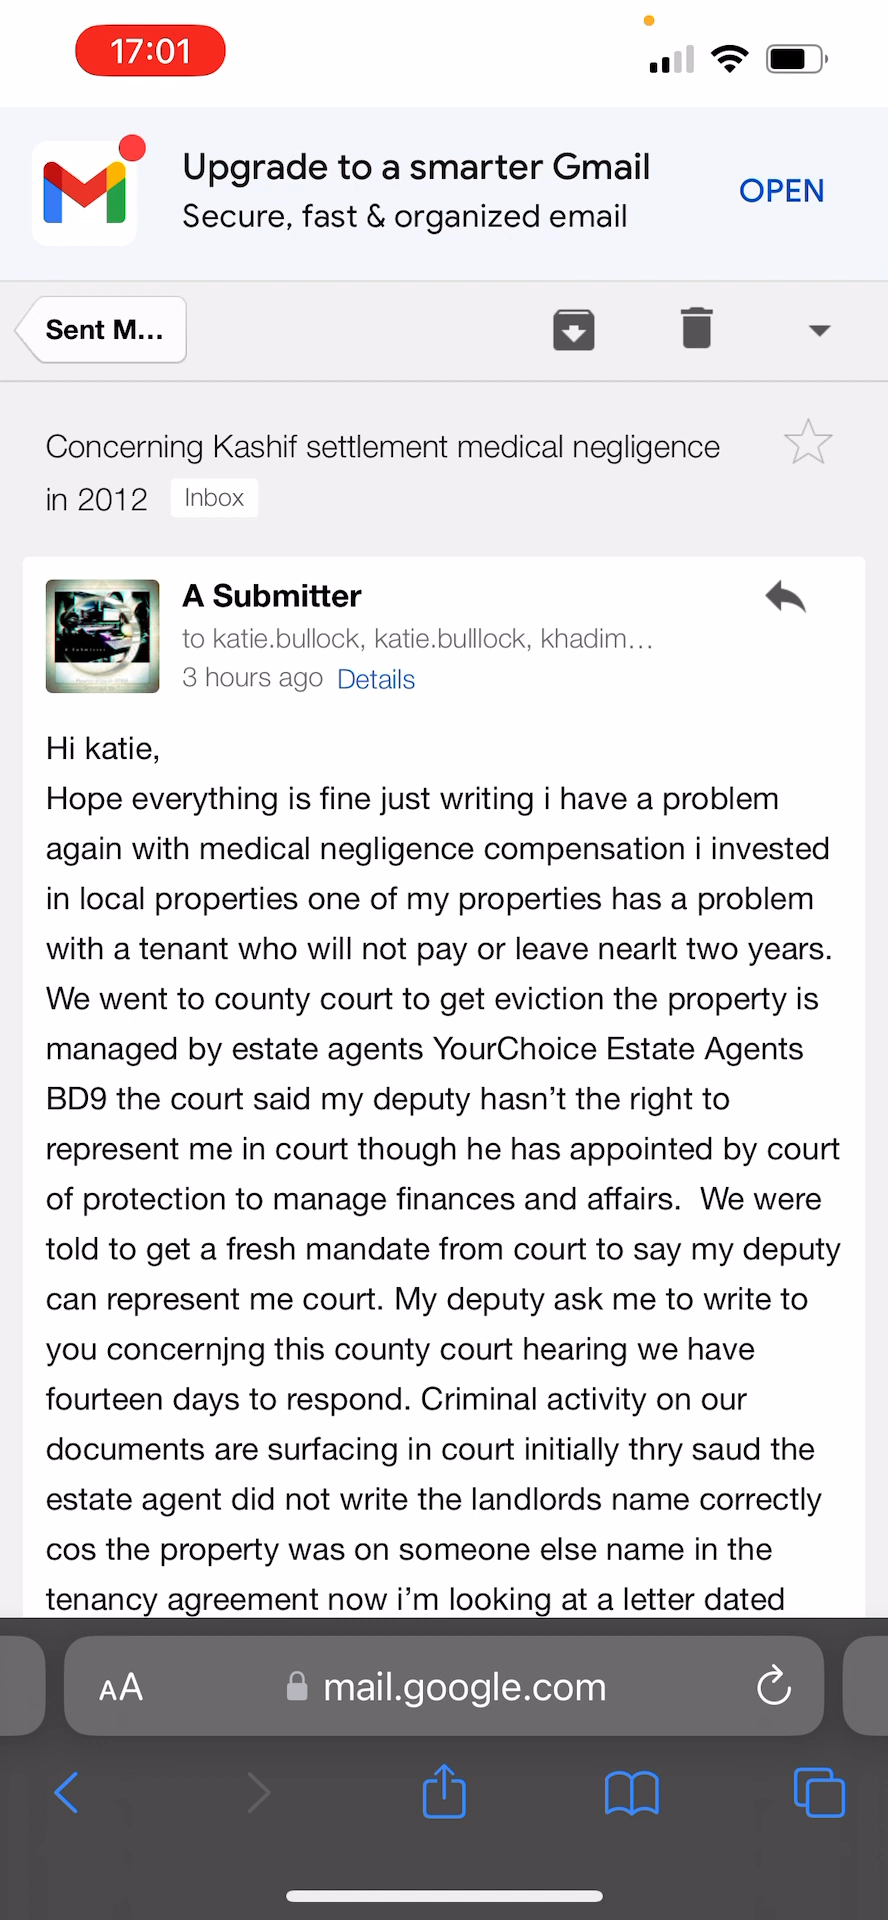 17:01
Upgrade to a smarter Gmail
Secure, fast & organized email
OPEN
Sent M...
Concerning Kashif settlement medical negligence
in 2012 Inbox
A Submitter
to katie.bullock, katie.bulllock, khadim...
3 hours ago Details
Hi katie,
Hope everything is fine just writing i have a problem
again with medical negligence compensation i invested
in local properties one of my properties has a problem
with a tenant who will not pay or leave nearlt two years.
We went to county court to get eviction the property is
managed by estate agents YourChoice Estate Agents
BD9 the court said my deputy hasn’t the right to
represent me in court though he has appointed by court
of protection to manage finances and affairs.  We were
told to get a fresh mandate from court to say my deputy
can represent me court. My deputy ask me to write to
you concernjng this county court hearing we have
fourteen days to respond. Criminal activity on our
documents are surfacing in court initially thry saud the
estate agent did not write the landlords name correctly
cos the property was on someone else name in the
tenancy agreement now i’m looking at a letter dated
AA mail.google.com